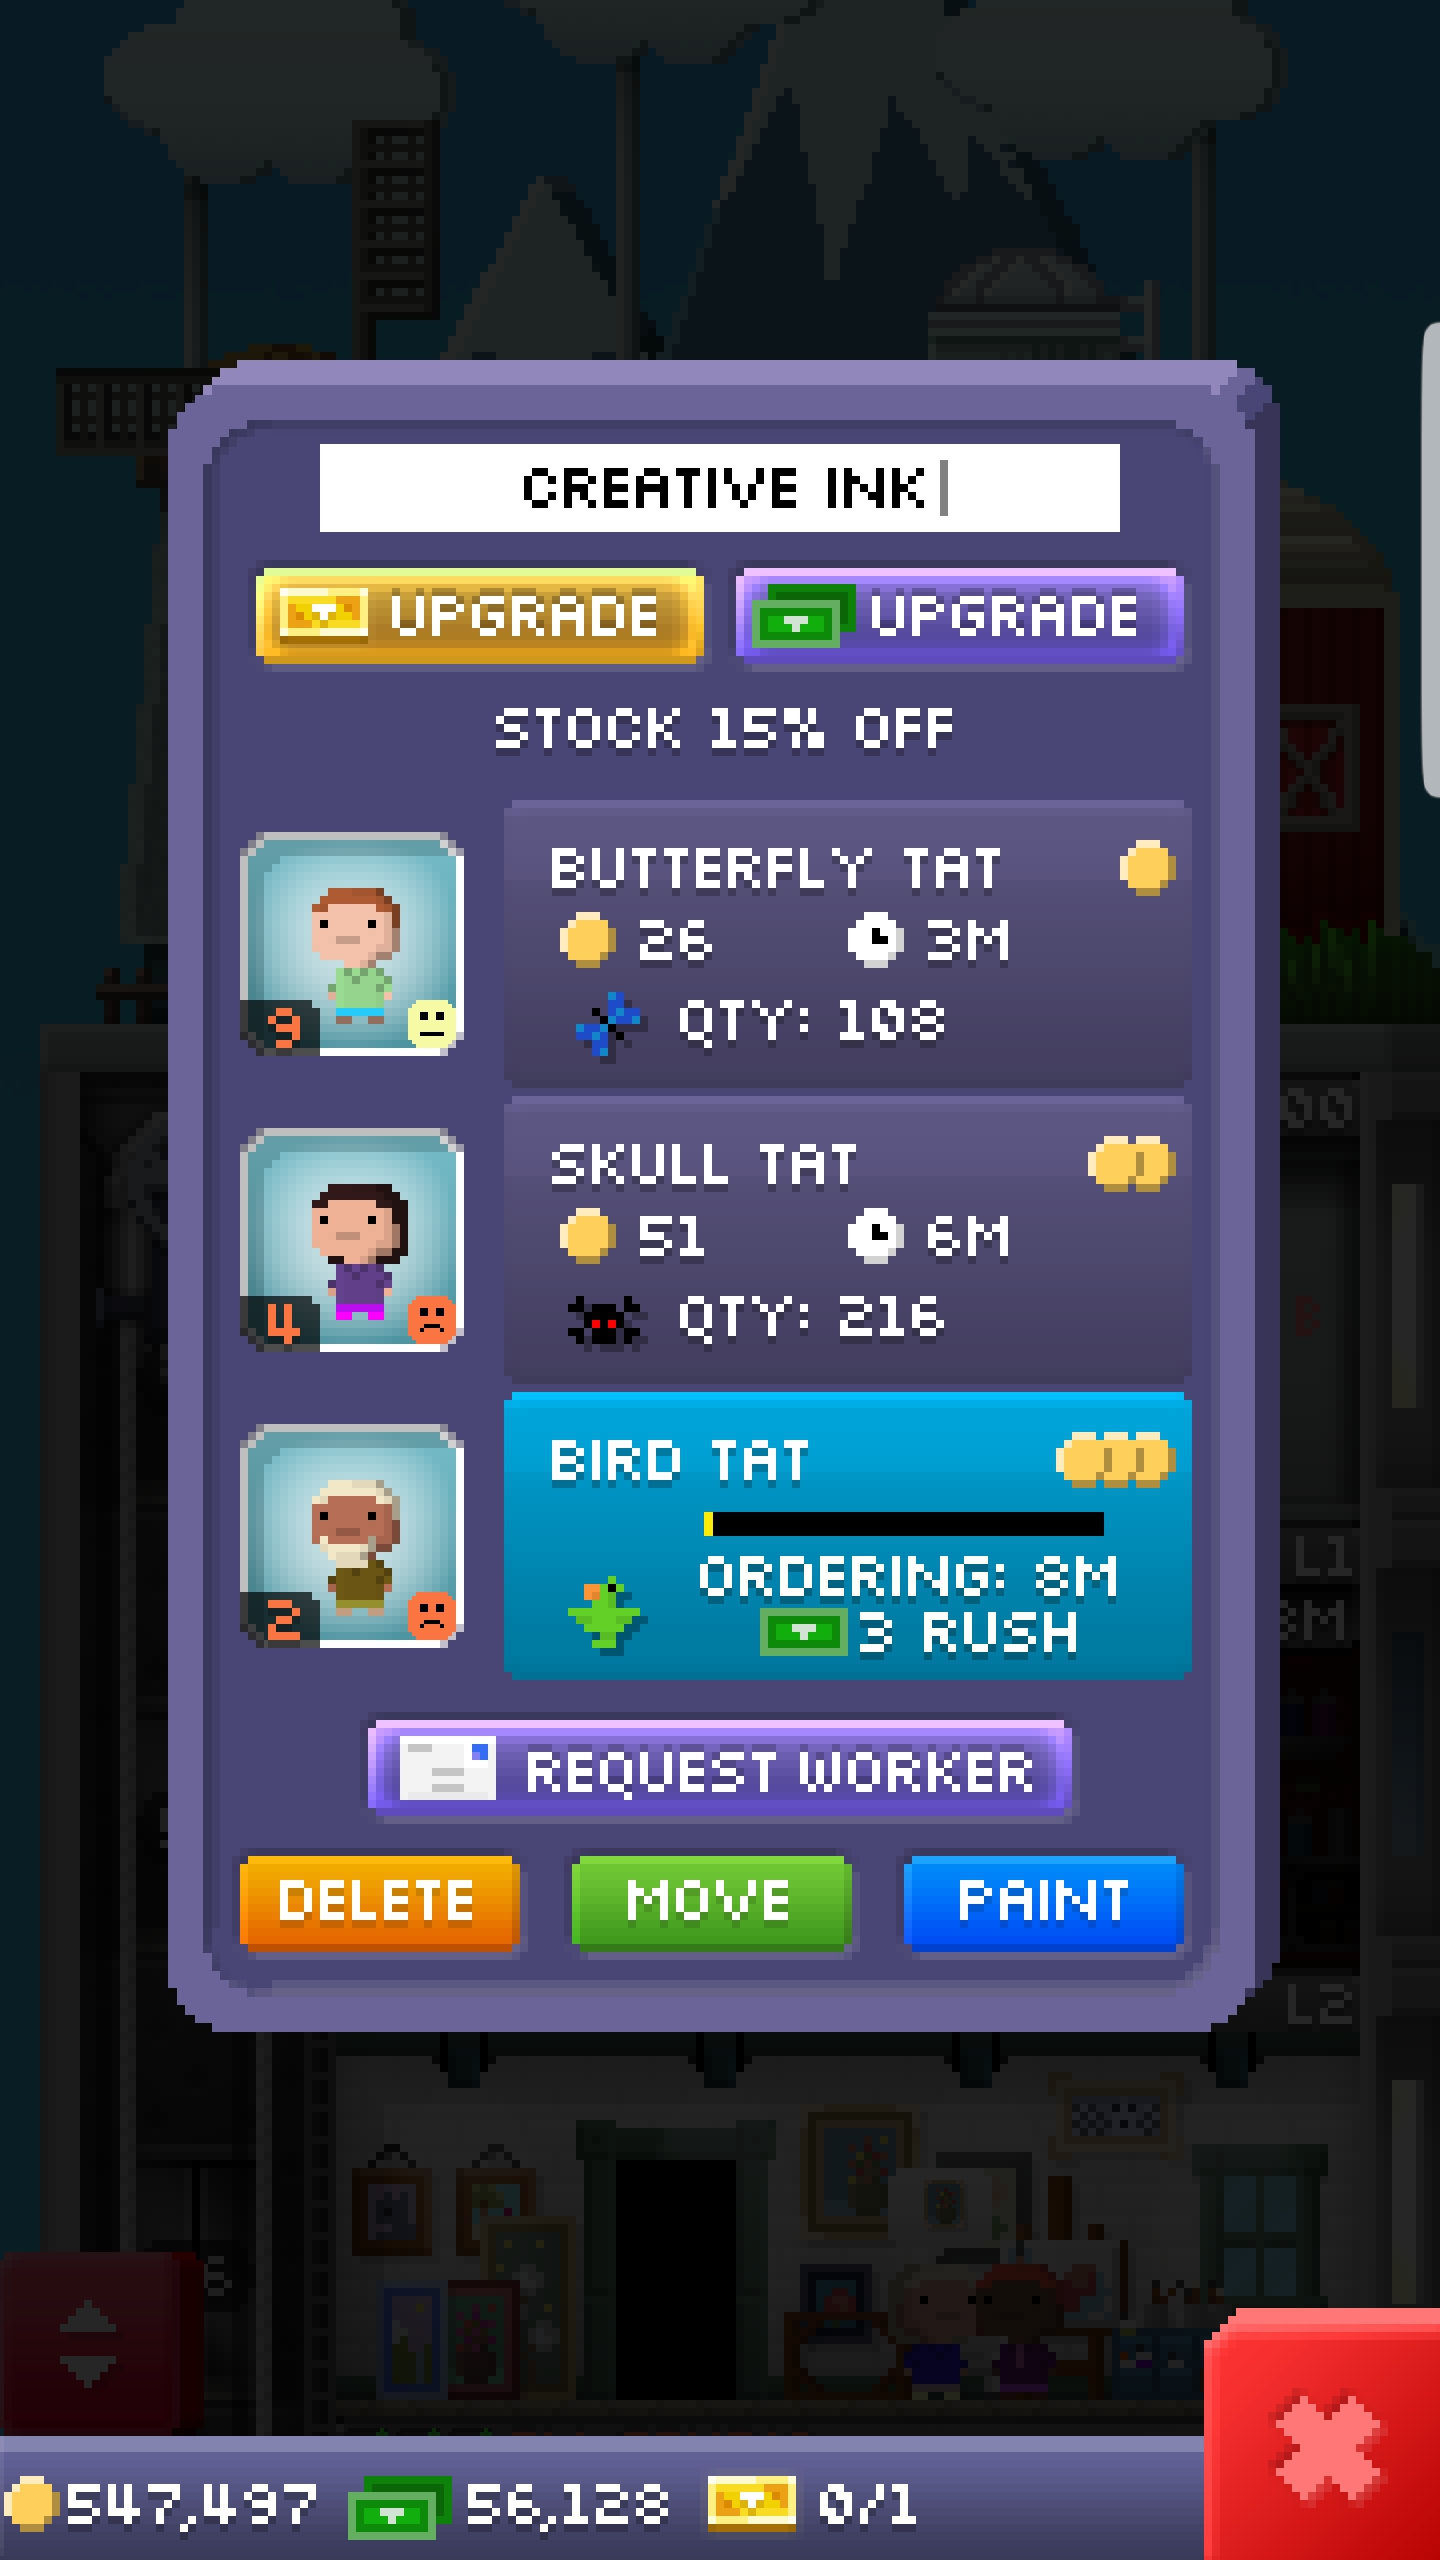 CREATIVE INK
UPGRADE UPGRADE
STOCK 15% OFF
BUTTERFLY TAT
26 3M
9 QTY: 108
SKULL TAT
51 6M
4 QTY: 216
BIRD TAT
ORDERING: 8M
2 3 RUSH
REQUEST WORKER
DELETE MOVE PAINT
L1
L2
547,497 56,128 0/1